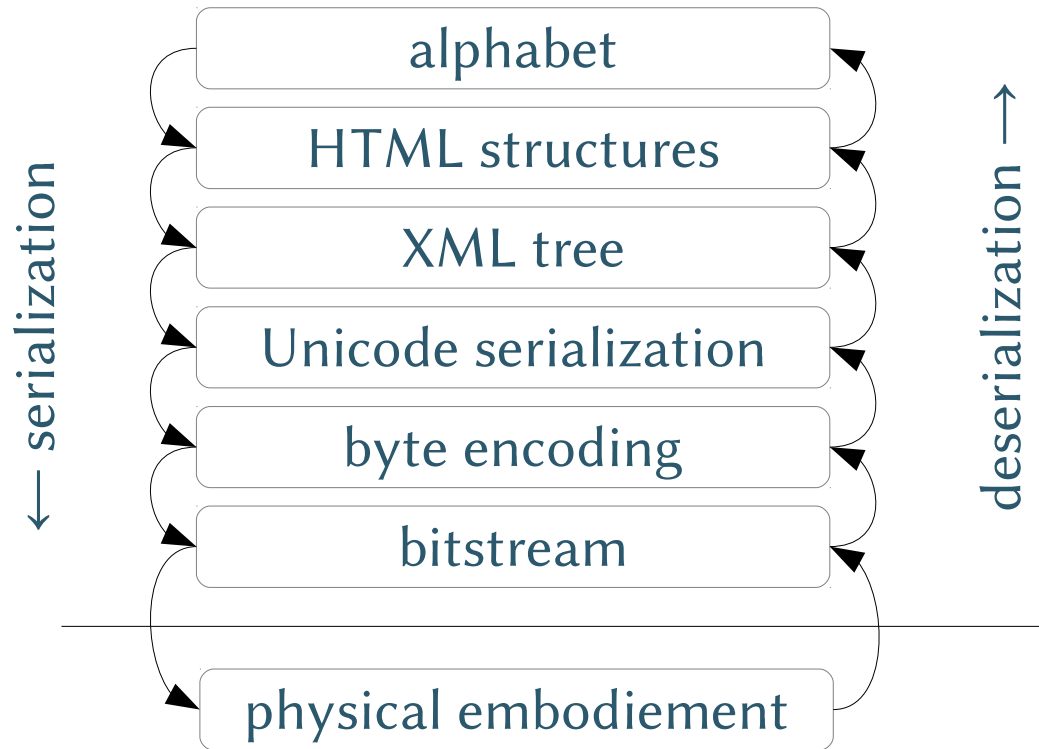 alphabet
HTML structures
XML tree
Unicode serialization
byte encoding
bitstream
physical embodiement
← serialization
deserialization →